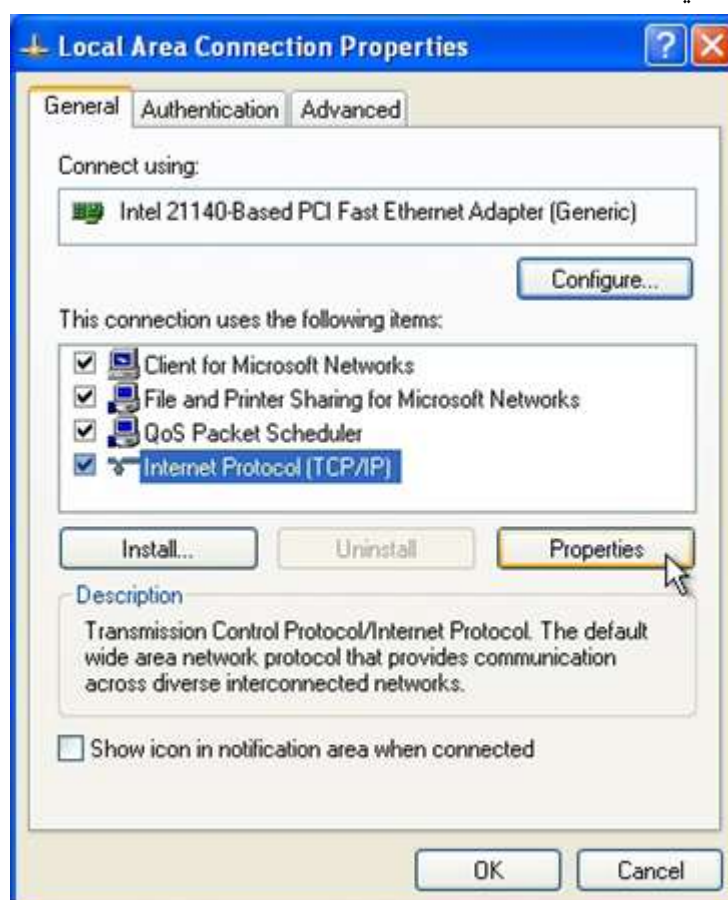 Local Area Connection Properties
General Authentication Advanced
Connect using:
Intel 21140-Based PCI Fast Ethernet Adapter (Generic)
Configure...
This connection uses the following items:
Client for Microsoft Networks
File and Printer Sharing for Microsoft Networks
QoS Packet Scheduler
Internet Protocol (TCP/IP)
Install... Uninstall Properties
Description
Transmission Control Protocol/Internet Protocol. The default
wide area network protocol that provides communication
across diverse interconnected networks.
Show icon in notification area when connected
OK Cancel